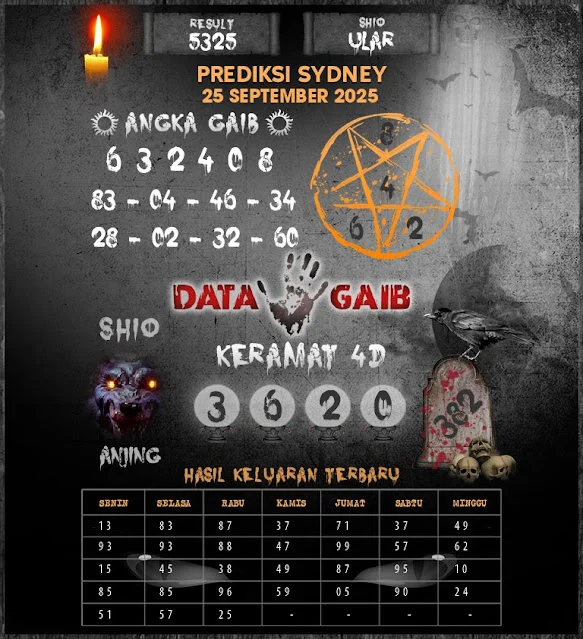 RESULT
5325
SHIO
ULAR
PREDIKSI SYDNEY
25 SEPTEMBER 2025
ANGKA GAIB
6 3 2 4 0 8
83 - 04 - 46 - 34
28 - 02 - 32 - 60
8
4
6 2
DATA GAIB
SHIO
ANJING
KERAMAT 4D
3 6 2 0
382
HASIL KELUARAN TERBARU
SENIN SELASA RABU KAMIS JUMAT SABTU MINGGU
13 83 87 37 71 37 49
93 93 88 47 99 57 62
15 45 38 49 87 95 10
85 85 96 59 05 90 24
51 57 25 - - - -